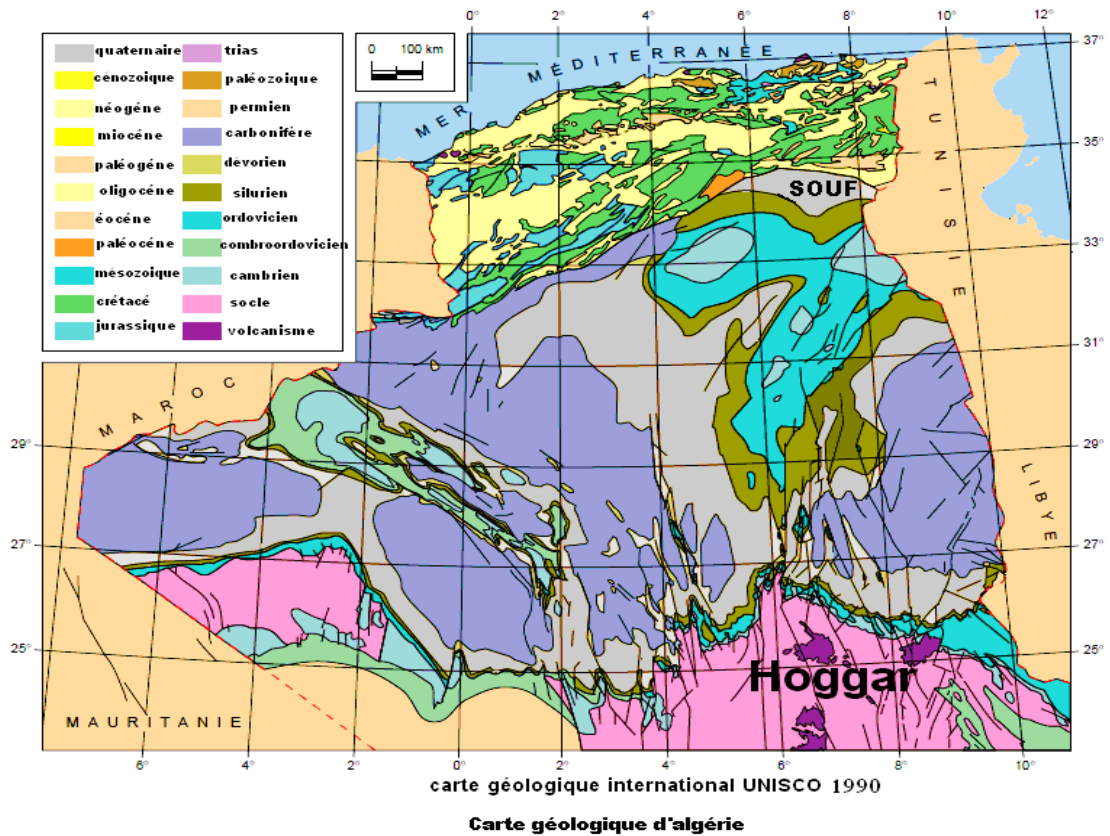 0° 2° 4° 6° 8° 10° 12°
quaternaire
cénozoique
néogéne
miocéne
paléogéne
oligocéne
éocéne
paléocéne
mésozoique
crétacé
jurassique
trias
paléozoique
permien
carbonifère
devorien
silurien
ordovicien
combroordovicien
cambrien
socle
volcanisme
0 100 km
MER MÉDITERRANÉE
TUNISIE
LIBYE
MAROC
MAURITANIE
SOUF
Hoggar
37°
35°
33°
31°
29°
27°
25°
29°
27°
25°
6° 4° 2° 0° 2° 4° 6° 8° 10°
carte géologique international UNISCO 1990
Carte géologique d'algérie